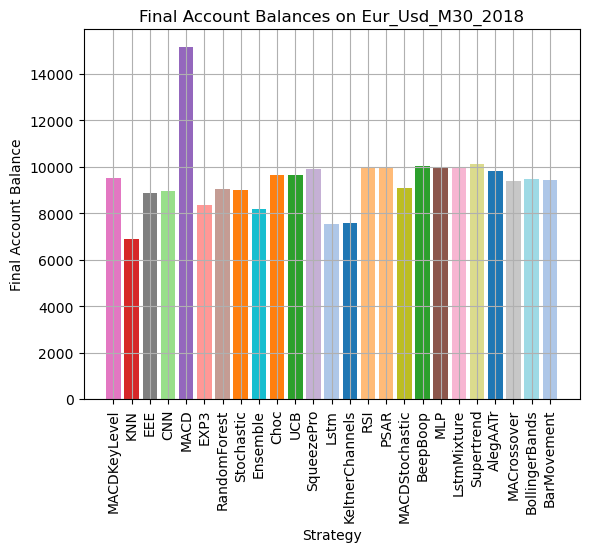 Final Account Balances on Eur_Usd_M30_2018
Final Account Balance
14000
12000
10000
8000
6000
4000
2000
0
MACDKeyLevel
KNN
EEE
CNN
MACD
EXP3
RandomForest
Stochastic
Ensemble
Choc
UCB
SqueezePro
Lstm
KeltnerChannels
RSI
PSAR
MACDStochastic
BeepBoop
MLP
LstmMixture
Supertrend
AlegAATr
MACrossover
BollingerBands
BarMovement
Strategy